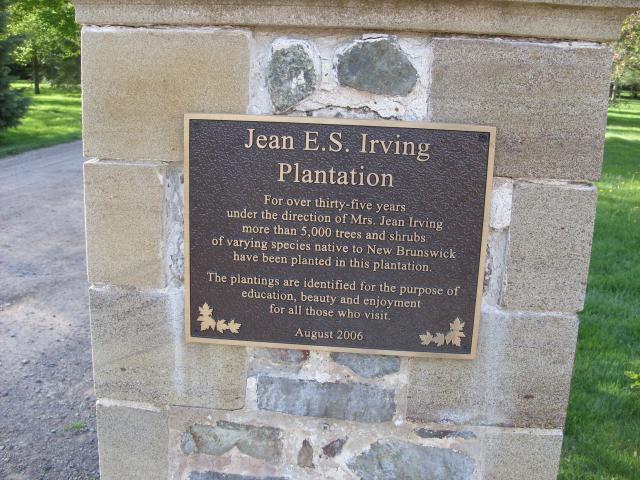 Jean E.S. Irving
Plantation
For over thirty-five years
under the direction of Mrs. Jean Irving
more than 5,000 trees and shrubs
of varying species native to New Brunswick
have been planted in this plantation.
The plantings are identified for the purpose of
education, beauty and enjoyment
for all those who visit.
August 2006